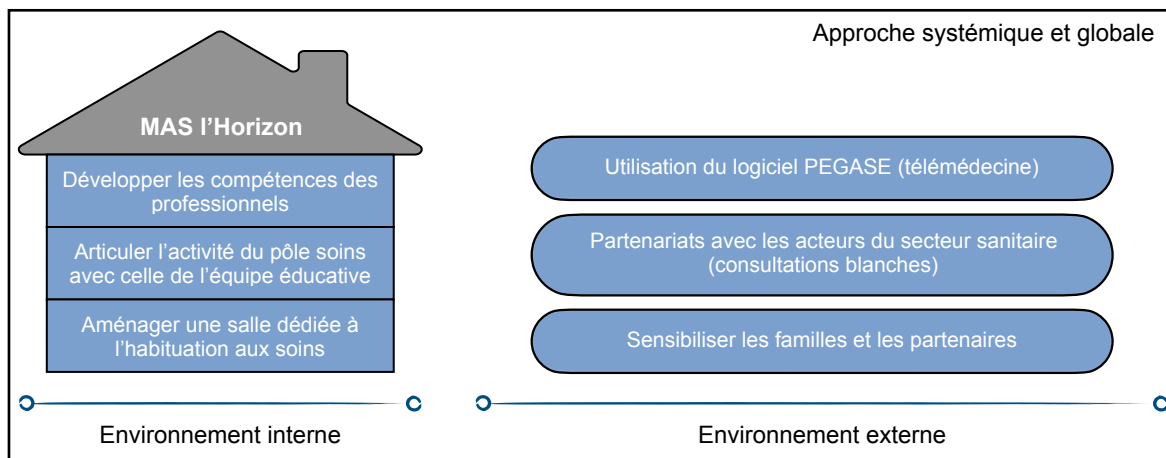 Approche systémique et globale
MAS l’Horizon
Développer les compétences des
professionnels
Articuler l’activité du pôle soins
avec celle de l’équipe éducative
Aménager une salle dédiée à
l’habituation aux soins
Environnement interne
Utilisation du logiciel PEGASE (télémédecine)
Partenariats avec les acteurs du secteur sanitaire
(consultations blanches)
Sensibiliser les familles et les partenaires
Environnement externe